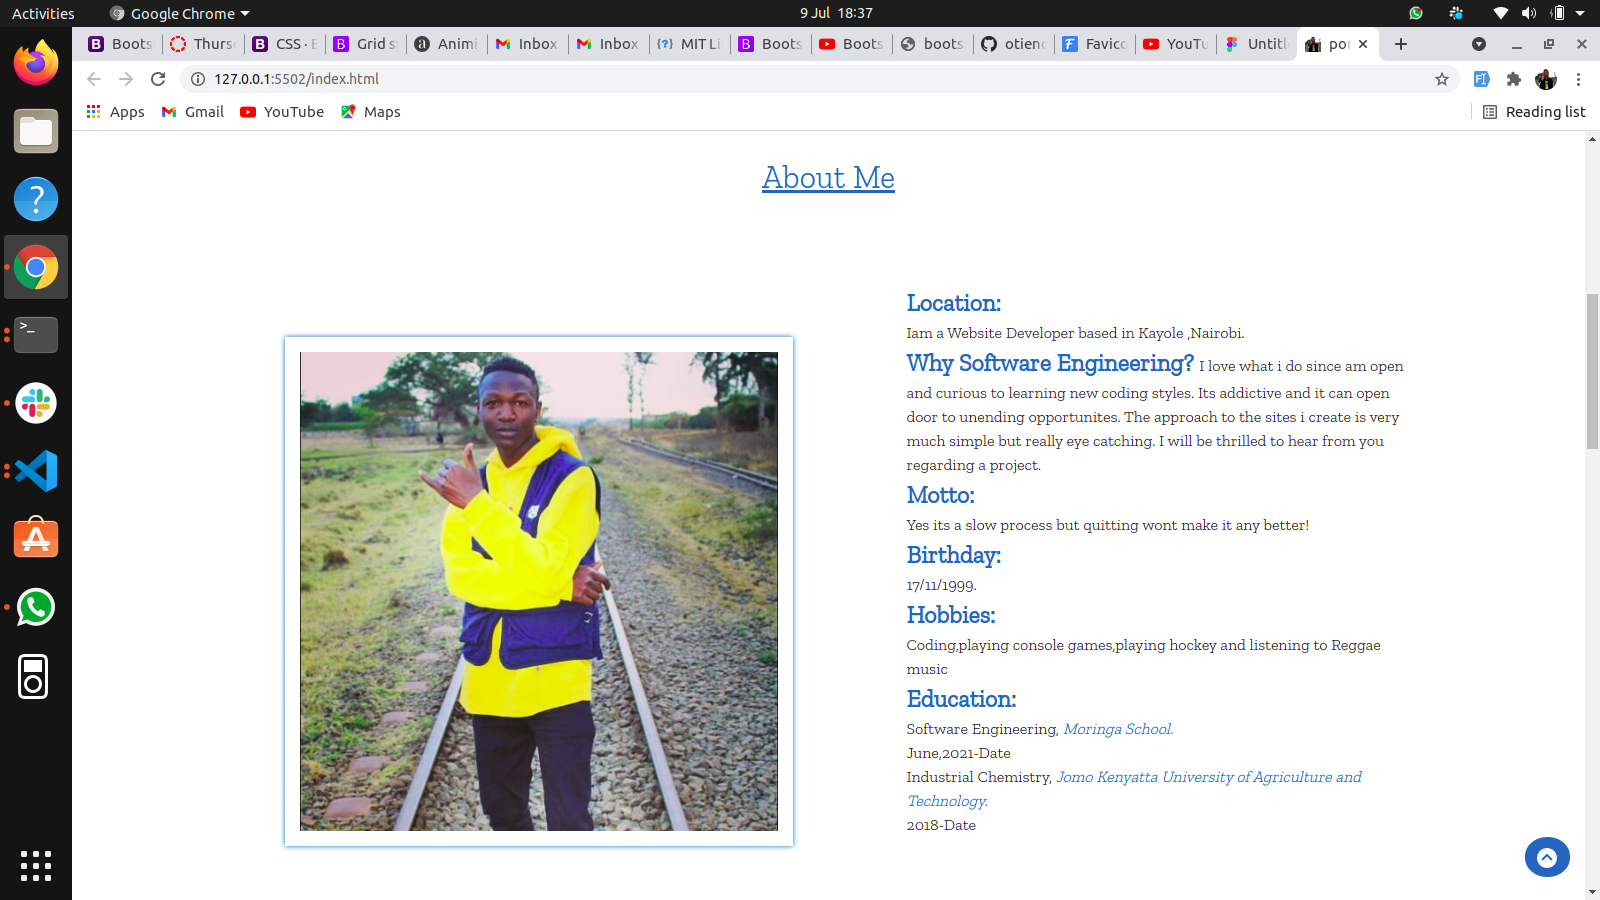 Activities
Google Chrome
9 Jul 18:37
Boots
Thurs
CSS · E
Grid s
Animi
Inbox
Inbox
MIT Li
Boots
Boots
boots
otien
Favico
YouTu
Untitl
por
127.0.0.1:5502/index.html
Apps
Gmail
YouTube
Maps
Reading list
About Me
Location:
Iam a Website Developer based in Kayole ,Nairobi.
Why Software Engineering? I love what i do since am open
and curious to learning new coding styles. Its addictive and it can open
door to unending opportunites. The approach to the sites i create is very
much simple but really eye catching. I will be thrilled to hear from you
regarding a project.
Motto:
Yes its a slow process but quitting wont make it any better!
Birthday:
17/11/1999.
Hobbies:
Coding,playing console games,playing hockey and listening to Reggae
music
Education:
Software Engineering, Moringa School.
June,2021-Date
Industrial Chemistry, Jomo Kenyatta University of Agriculture and
Technology.
2018-Date